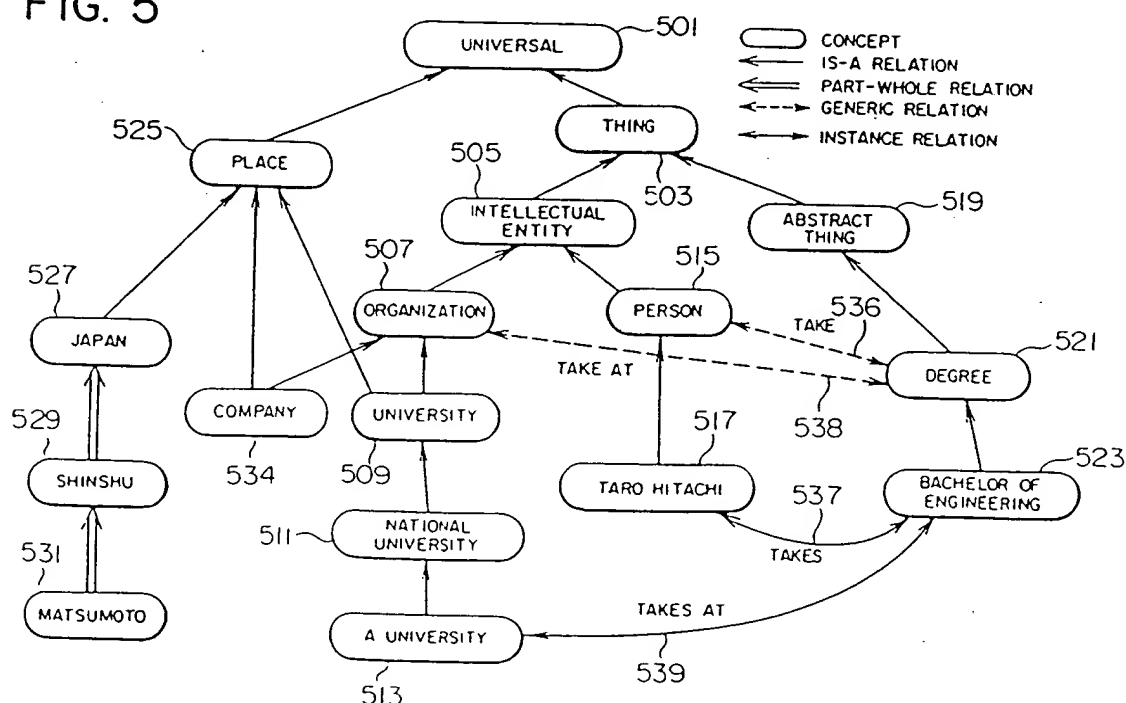 FIG. 5
UNIVERSAL
501
CONCEPT
IS-A RELATION
PART-WHOLE RELATION
GENERIC RELATION
INSTANCE RELATION
525
PLACE
THING
503
505
INTELLECTUAL
ENTITY
519
ABSTRACT
THING
507
ORGANIZATION
515
PERSON
527
JAPAN
TAKE
536
TAKE AT
538
521
DEGREE
COMPANY
534
UNIVERSITY
509
529
SHINSHU
517
TARO HITACHI
523
BACHELOR OF
ENGINEERING
537
TAKES
511
NATIONAL
UNIVERSITY
531
MATSUMOTO
A UNIVERSITY
513
TAKES AT
539